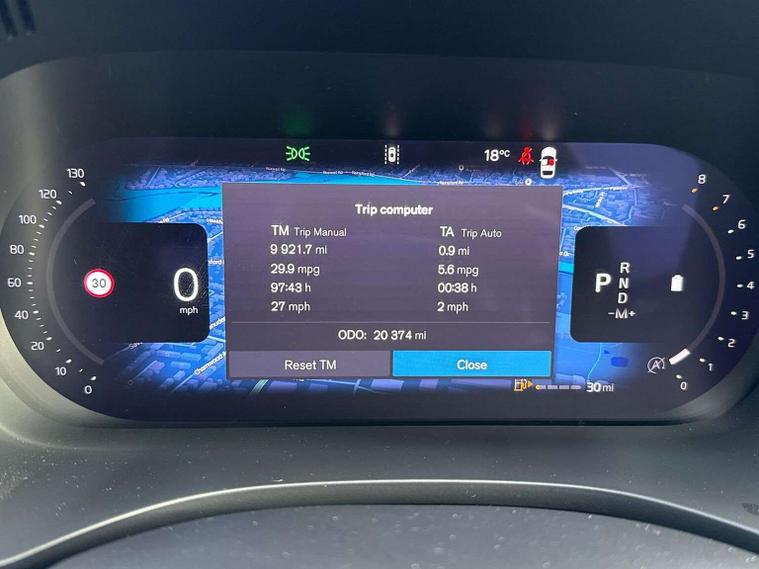 18°C
Trip computer
TM Trip Manual
TA Trip Auto
9 921.7 mi
0.9 mi
29.9 mpg
5.6 mpg
97:43 h
00:38 h
27 mph
2 mph
ODO: 20 374 mi
Reset TM
Close
130
120
100
80
60
40
20
10
0
30
0
mph
P
R
N
D
-M+
8
7
6
5
4
3
2
1
0
A
30 mi